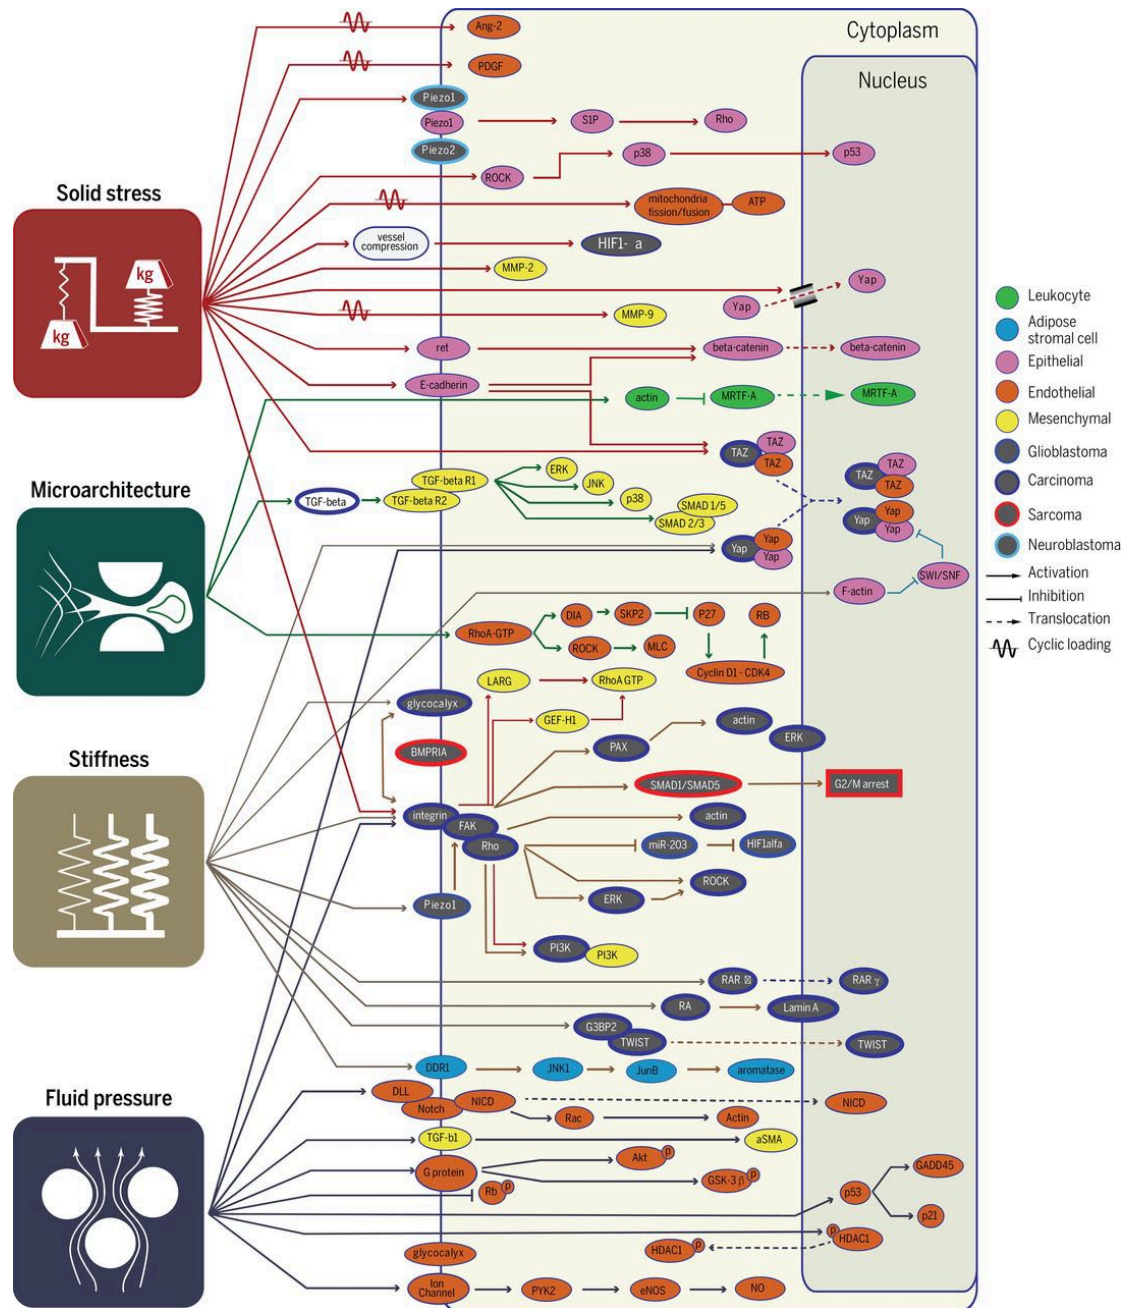 Cytoplasm
Nucleus
Solid stress
kg
kg
Ang-2
PDGF
Piezo1
Piezo1
S1P
Rho
Piezo2
p38
p53
ROCK
mitochondria
fission/fusion
ATP
vessel
compression
HIF1- a
MMP-2
Yap
Yap
MMP-9
ret
beta-catenin
beta-catenin
E-cadherin
actin
MRTF-A
MRTF-A
Leukocyte
Adipose
stromal cell
Epithelial
Endothelial
Mesenchymal
Glioblastoma
Carcinoma
Sarcoma
Neuroblastoma
Activation
Inhibition
Translocation
Cyclic loading
Microarchitecture
TAZ
TAZ
TAZ
TAZ
TAZ
TAZ
TGF-beta
TGF-beta R1
TGF-beta R2
ERK
JNK
p38
SMAD 1/5
SMAD 2/3
Yap
Yap
Yap
Yap
Yap
Yap
SWI/SNF
F-actin
RhoA-GTP
DIA
SKP2
P27
RB
ROCK
MLC
Cyclin D1 - CDK4
Stiffness
LARG
RhoA GTP
glycocalyx
GEF-H1
actin
PAX
ERK
BMPRIA
SMAD1/SMAD5
G2/M arrest
integrin
FAK
Rho
actin
miR-203
HIF1alfa
ROCK
ERK
Piezo1
PI3K
PI3K
RAR
RAR γ
RA
Lamin A
G3BP2
TWIST
TWIST
DDR1
JNK1
JunB
aromatase
Fluid pressure
DLL
Notch
NICD
NICD
Rac
Actin
TGF-b1
aSMA
G protein
Akt
p
GSK-3 β
p
Rb
p
p53
GADD45
p21
p
HDAC1
HDAC1
p
glycocalyx
Ion
Channel
PYK2
eNOS
NO